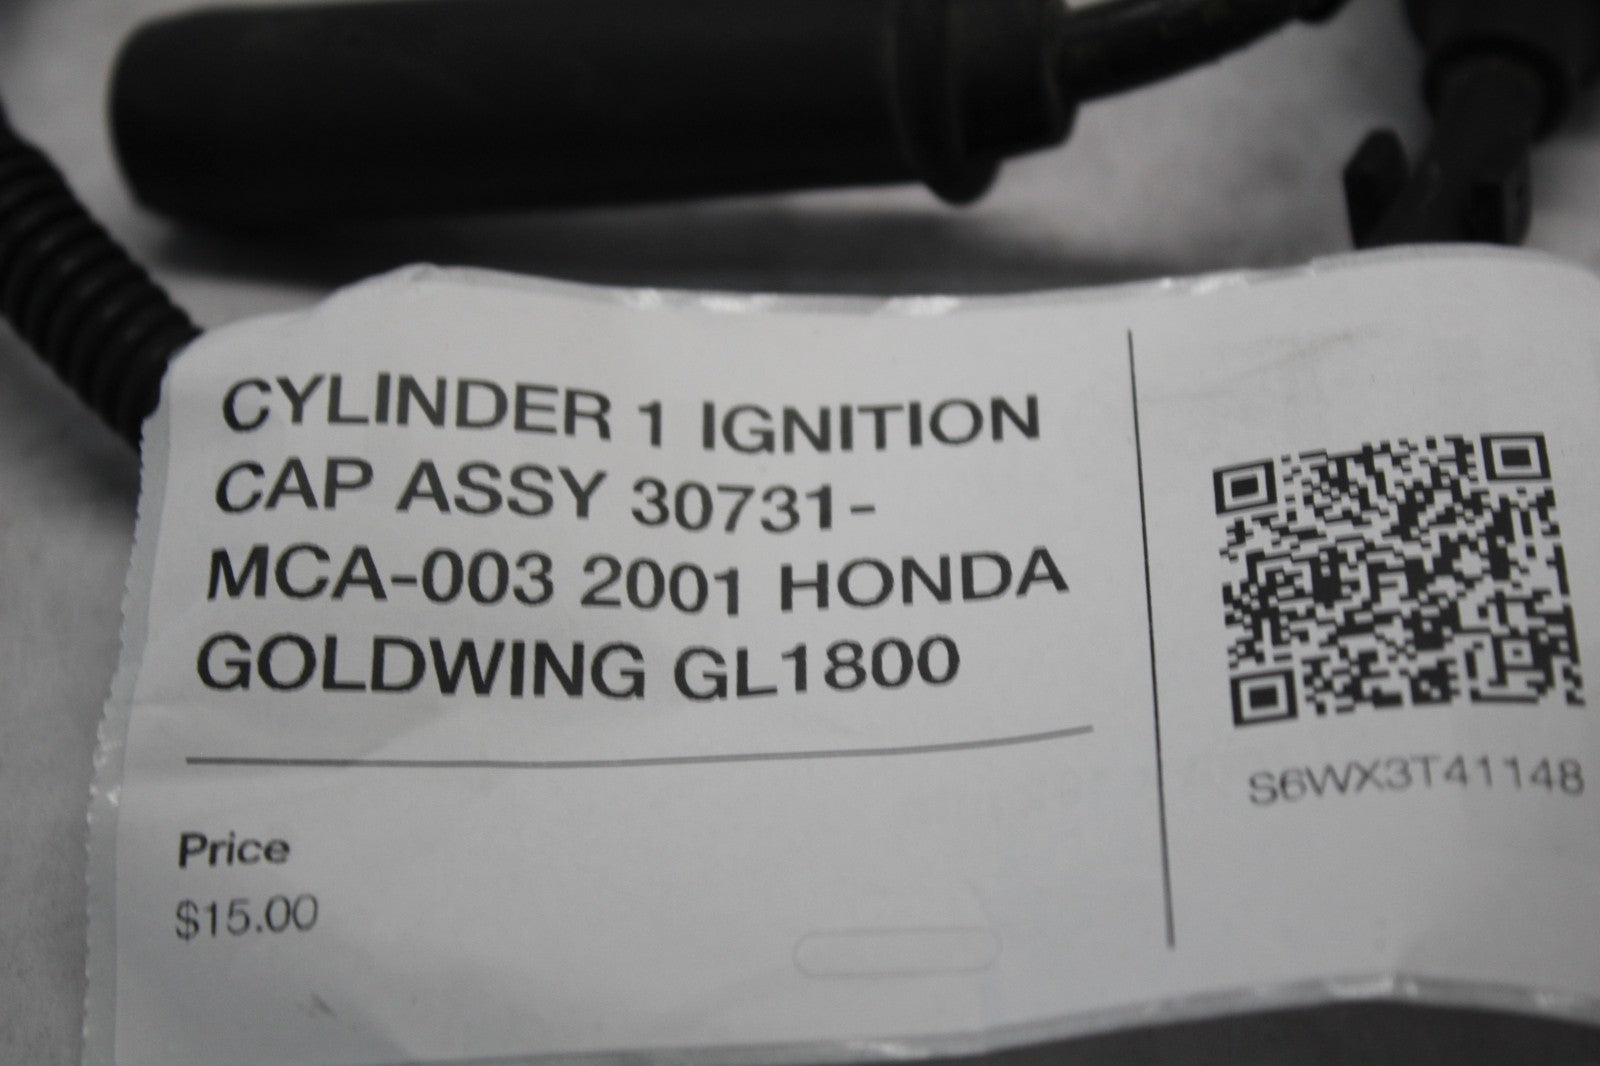 CYLINDER 1 IGNITION
CAP ASSY 30731-
MCA-003 2001 HONDA
GOLDWING GL1800
Price
$15.00
S6WX3T41148